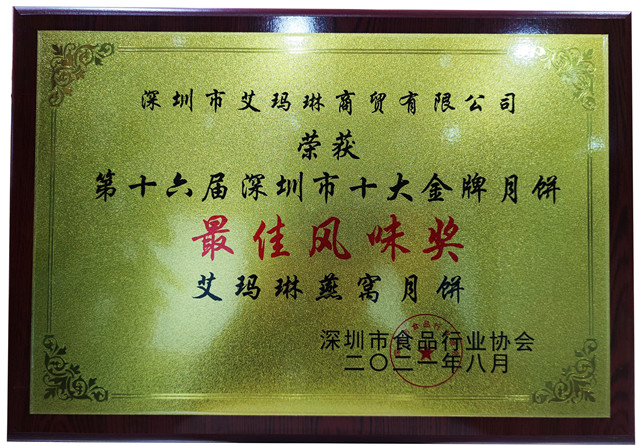 深圳市艾玛琳商贸有限公司
荣获
第十六届深圳市十大金牌月饼
最佳风味奖
艾玛琳燕窝月饼
深圳市食品行业协会
二〇二一年八月